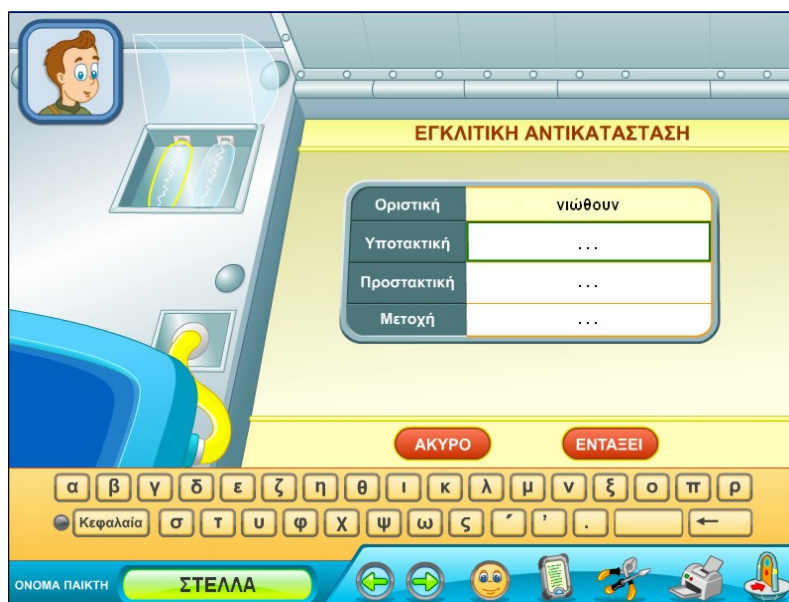 ΕΓΚΛΙΤΙΚΗ ΑΝΤΙΚΑΤΑΣΤΑΣΗ
Οριστική νιώθουν
Υποτακτική ...
Προστακτική ...
Μετοχή ...
ΑΚΥΡΟ ΕΝΤΑΞΕΙ
α β γ δ ε ζ η θ ι κ λ μ ν ξ ο π ρ
Κεφαλαία σ τ υ φ χ ψ ω ς ΄ ’ . ←
ΟΝΟΜΑ ΠΑΙΚΤΗ ΣΤΕΛΛΑ